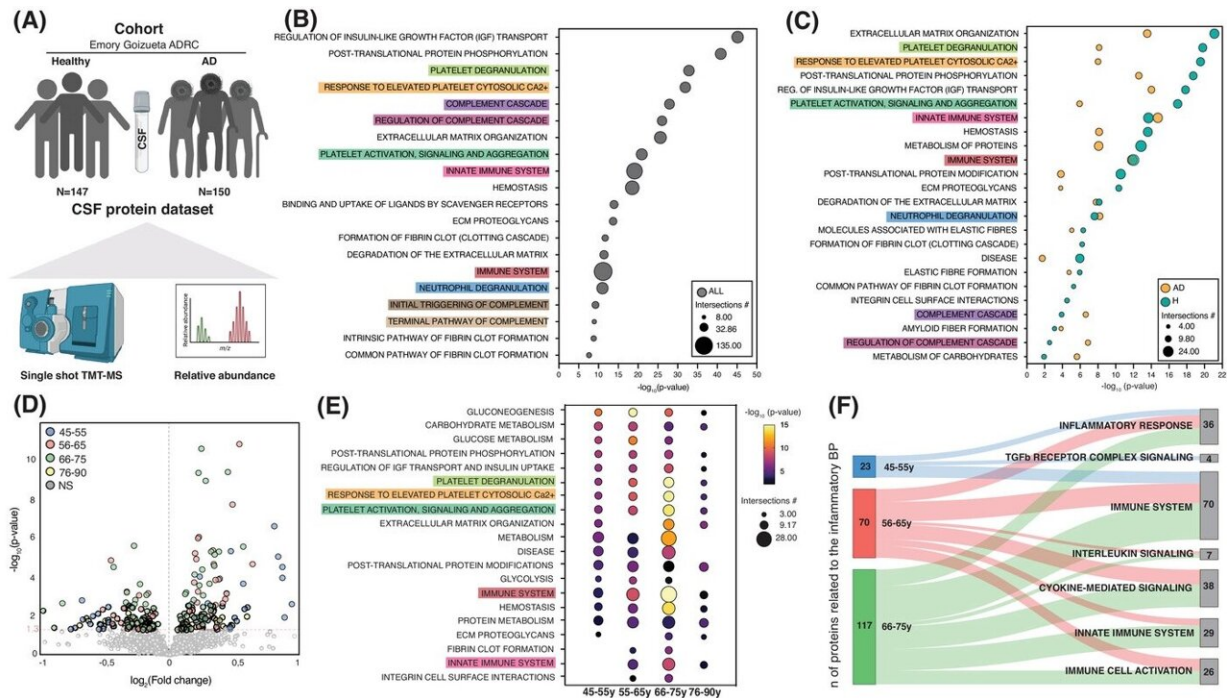 (A)
Cohort
Emory Goizueta ADRC
Healthy
AD
CSF
N=147
N=150
CSF protein dataset
Relative abundance
m/z
Single shot TMT-MS
Relative abundance
(B)
REGULATION OF INSULIN-LIKE GROWTH FACTOR (IGF) TRANSPORT
POST-TRANSLATIONAL PROTEIN PHOSPHORYLATION
PLATELET DEGRANULATION
RESPONSE TO ELEVATED PLATELET CYTOSOLIC CA2+
COMPLEMENT CASCADE
REGULATION OF COMPLEMENT CASCADE
EXTRACELLULAR MATRIX ORGANIZATION
PLATELET ACTIVATION, SIGNALING AND AGGREGATION
INNATE IMMUNE SYSTEM
HEMOSTASIS
BINDING AND UPTAKE OF LIGANDS BY SCAVENGER RECEPTORS
ECM PROTEOGLYCANS
FORMATION OF FIBRIN CLOT (CLOTTING CASCADE)
DEGRADATION OF THE EXTRACELLULAR MATRIX
IMMUNE SYSTEM
NEUTROPHIL DEGRANULATION
INITIAL TRIGGERING OF COMPLEMENT
TERMINAL PATHWAY OF COMPLEMENT
INTRINSIC PATHWAY OF FIBRIN CLOT FORMATION
COMMON PATHWAY OF FIBRIN CLOT FORMATION
ALL
Intersections #
8.00
32.86
135.00
0 5 10 15 20 25 30 35 40 45 50
-log10(p-value)
(C)
EXTRACELLULAR MATRIX ORGANIZATION
PLATELET DEGRANULATION
RESPONSE TO ELEVATED PLATELET CYTOSOLIC CA2+
POST-TRANSLATIONAL PROTEIN PHOSPHORYLATION
REG. OF INSULIN-LIKE GROWTH FACTOR (IGF) TRANSPORT
PLATELET ACTIVATION, SIGNALING AND AGGREGATION
INNATE IMMUNE SYSTEM
HEMOSTASIS
METABOLISM OF PROTEINS
IMMUNE SYSTEM
POST-TRANSLATIONAL PROTEIN MODIFICATION
ECM PROTEOGLYCANS
DEGRADATION OF THE EXTRACELLULAR MATRIX
NEUTROPHIL DEGRANULATION
MOLECULES ASSOCIATED WITH ELASTIC FIBRES
FORMATION OF FIBRIN CLOT (CLOTTING CASCADE)
DISEASE
ELASTIC FIBRE FORMATION
COMMON PATHWAY OF FIBRIN CLOT FORMATION
INTEGRIN CELL SURFACE INTERACTIONS
COMPLEMENT CASCADE
AMYLOID FIBER FORMATION
REGULATION OF COMPLEMENT CASCADE
METABOLISM OF CARBOHYDRATES
AD
H
Intersections #
4.00
9.80
24.00
0 2 4 6 8 10 12 14 16 18 20 22
-log10(p-value)
(D)
45-55
56-65
66-75
76-90
NS
-log10(p-value)
10
8
6
4
2
1.3
0
-1 -0.5 0 0.5 1
log2(Fold change)
(E)
GLUCONEOGENESIS
CARBOHYDRATE METABOLISM
GLUCOSE METABOLISM
POST-TRANSLATIONAL PROTEIN PHOSPHORYLATION
REGULATION OF IGF TRANSPORT AND INSULIN UPTAKE
PLATELET DEGRANULATION
RESPONSE TO ELEVATED PLATELET CYTOSOLIC Ca2+
PLATELET ACTIVATION, SIGNALING AND AGGREGATION
EXTRACELLULAR MATRIX ORGANIZATION
METABOLISM
DISEASE
POST-TRANSLATIONAL PROTEIN MODIFICATIONS
GLYCOLYSIS
IMMUNE SYSTEM
HEMOSTASIS
PROTEIN METABOLISM
ECM PROTEOGLYCANS
FIBRIN CLOT FORMATION
INNATE IMMUNE SYSTEM
INTEGRIN CELL SURFACE INTERACTIONS
45-55y 55-65y 66-75y 76-90y
-log10 (p-value)
15
10
5
Intersections #
3.00
9.17
28.00
(F)
n of proteins related to the infiammatory BP
23
45-55y
70
56-65y
117
66-75y
INFLAMMATORY RESPONSE
36
TGFb RECEPTOR COMPLEX SIGNALING
4
IMMUNE SYSTEM
70
INTERLEUKIN SIGNALING
7
CYOKINE-MEDIATED SIGNALING
38
INNATE IMMUNE SYSTEM
29
IMMUNE CELL ACTIVATION
26